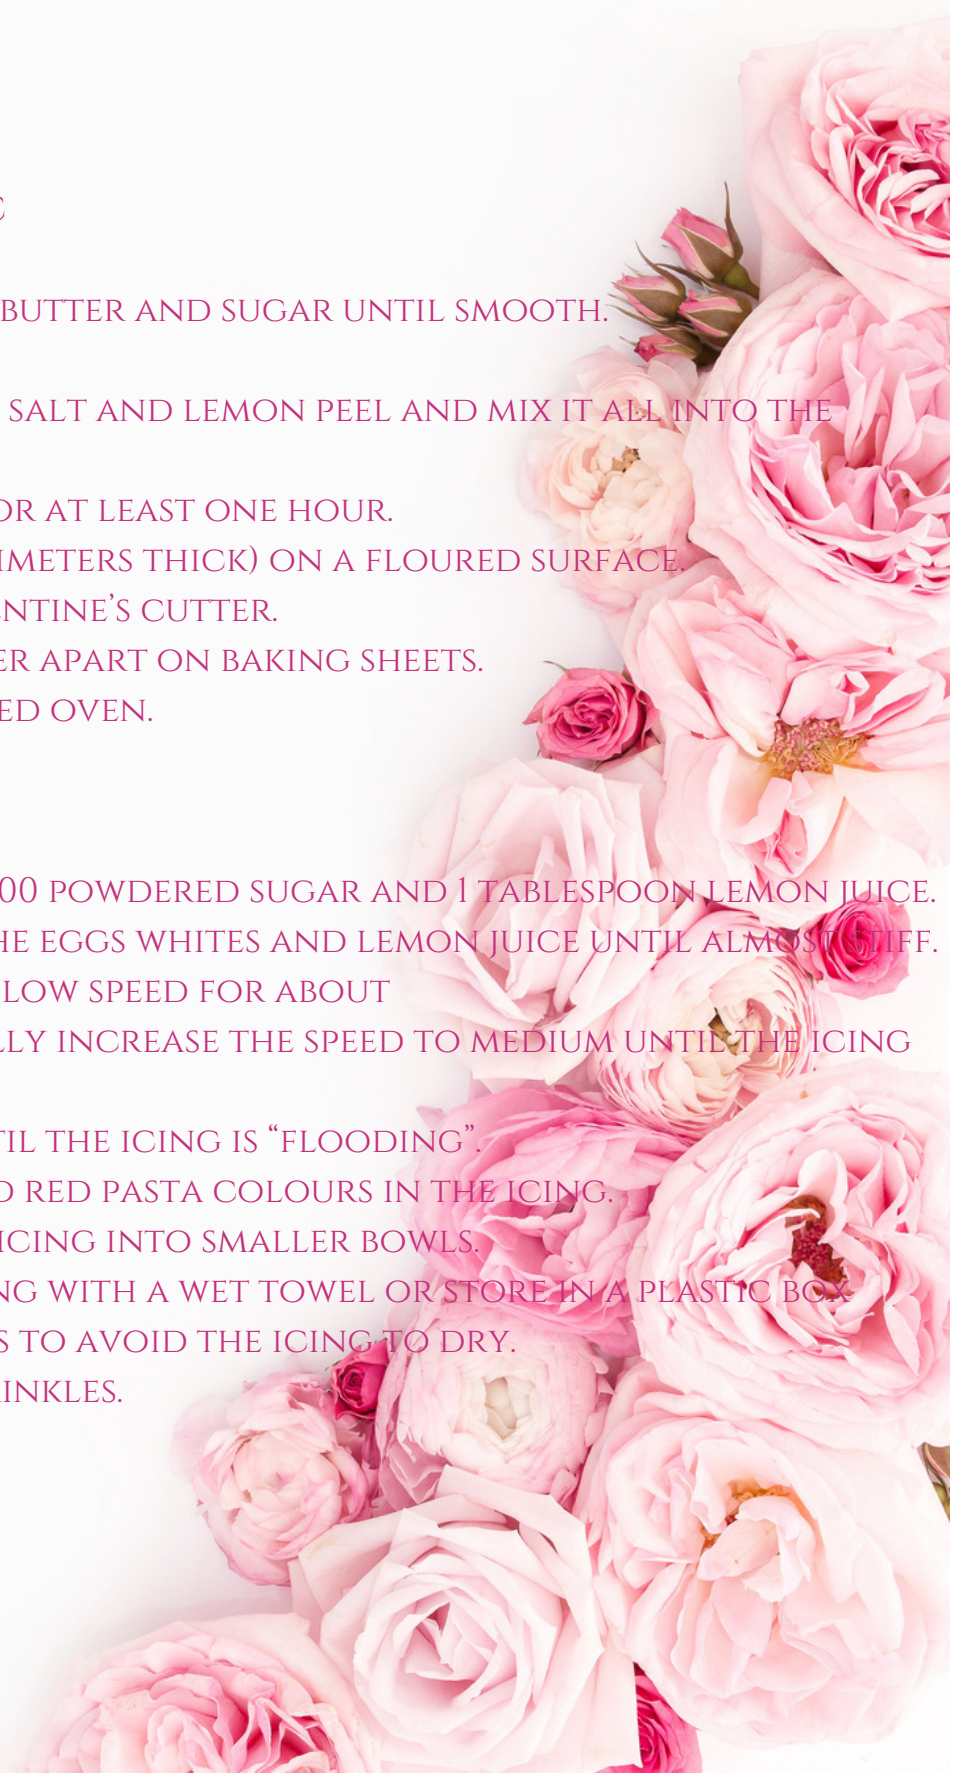 BUTTER AND SUGAR UNTIL SMOOTH.
SALT AND LEMON PEEL AND MIX IT ALL INTO THE
OR AT LEAST ONE HOUR.
IMETERS THICK) ON A FLOURED SURFACE.
ENTINE’S CUTTER.
ER APART ON BAKING SHEETS.
ED OVEN.
00 POWDERED SUGAR AND 1 TABLESPOON LEMON JUICE.
HE EGGS WHITES AND LEMON JUICE UNTIL ALMOST STIFF.
LOW SPEED FOR ABOUT
LLY INCREASE THE SPEED TO MEDIUM UNTIL THE ICING
TIL THE ICING IS “FLOODING”.
D RED PASTA COLOURS IN THE ICING.
ICING INTO SMALLER BOWLS.
NG WITH A WET TOWEL OR STORE IN A PLASTIC BOX
S TO AVOID THE ICING TO DRY.
INKLES.